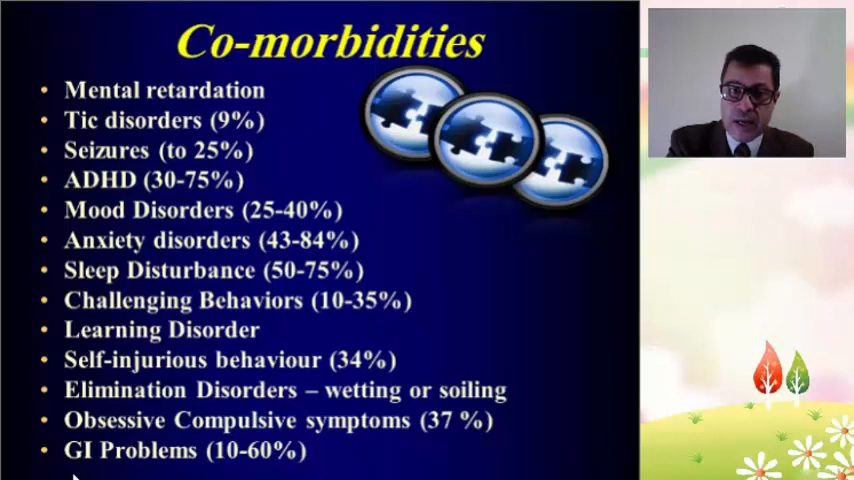 Co-morbidities
• Mental retardation
• Tic disorders (9%)
• Seizures (to 25%)
• ADHD (30-75%)
• Mood Disorders (25-40%)
• Anxiety disorders (43-84%)
• Sleep Disturbance (50-75%)
• Challenging Behaviors (10-35%)
• Learning Disorder
• Self-injurious behaviour (34%)
• Elimination Disorders – wetting or soiling
• Obsessive Compulsive symptoms (37 %)
• GI Problems (10-60%)